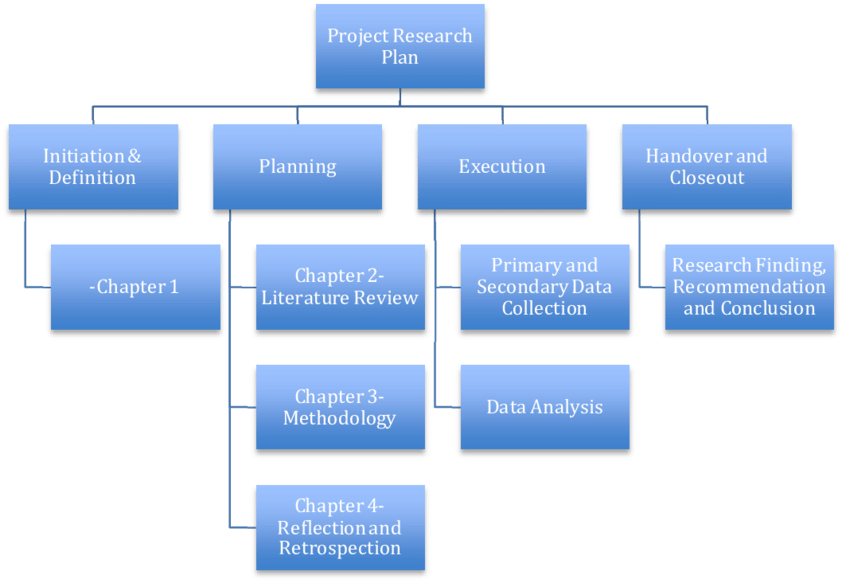 Project Research
Plan
Initiation &
Definition
Planning
Execution
Handover and
Closeout
-Chapter 1
Chapter 2-
Literature Review
Primary and
Secondary Data
Collection
Research Finding,
Recommendation
and Conclusion
Chapter 3-
Methodology
Data Analysis
Chapter 4-
Reflection and
Retrospection